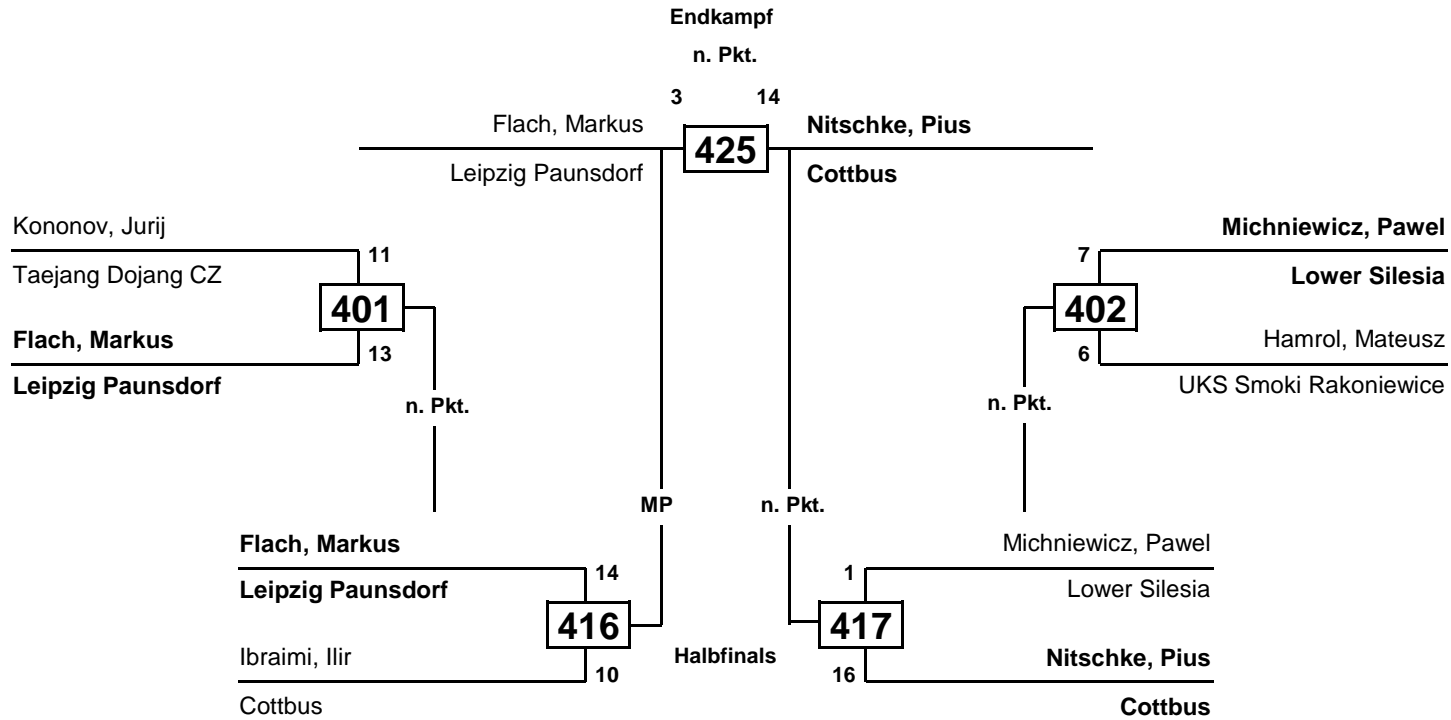 Endkampf
n. Pkt.
3 14
Flach, Markus 425 Nitschke, Pius
Leipzig Paunsdorf Cottbus
Kononov, Jurij
11
Taejang Dojang CZ
401
Flach, Markus
13
Leipzig Paunsdorf
n. Pkt.
Michniewicz, Pawel
7
Lower Silesia
402
Hamrol, Mateusz
6
UKS Smoki Rakoniewice
n. Pkt.
MP n. Pkt.
Flach, Markus
14
Leipzig Paunsdorf
416
Ibraimi, Ilir
10
Cottbus
Halbfinals
Michniewicz, Pawel
1
Lower Silesia
417
Nitschke, Pius
16
Cottbus